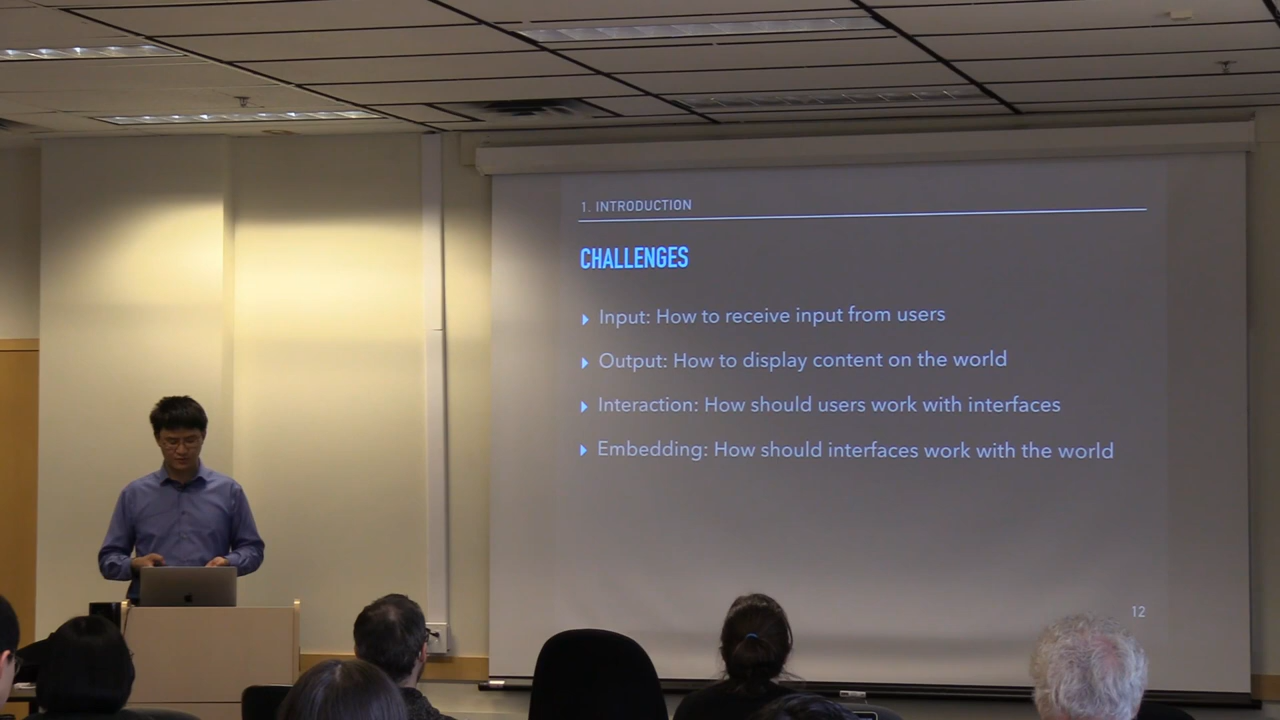 1. INTRODUCTION
CHALLENGES
Input: How to receive input from users
Output: How to display content on the world
Interaction: How should users work with interfaces
Embedding: How should interfaces work with the world
12